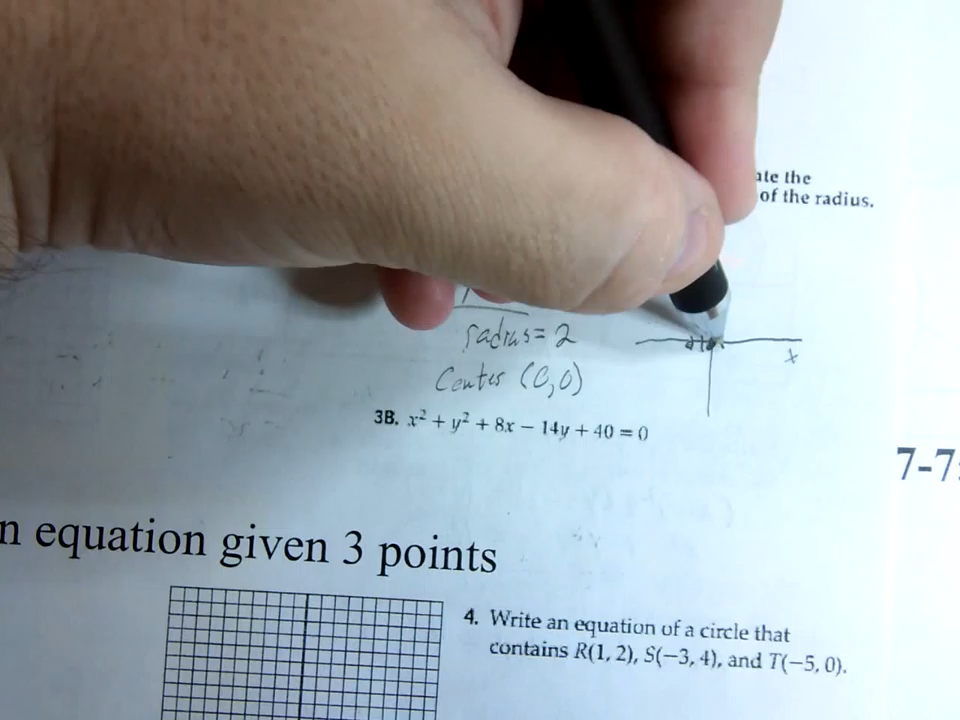 ate the
of the radius.
radius = 2
Center (0,0)
x
3B. x² + y² + 8x − 14y + 40 = 0
7-7
n equation given 3 points
4. Write an equation of a circle that
contains R(1, 2), S(−3, 4), and T(−5, 0).